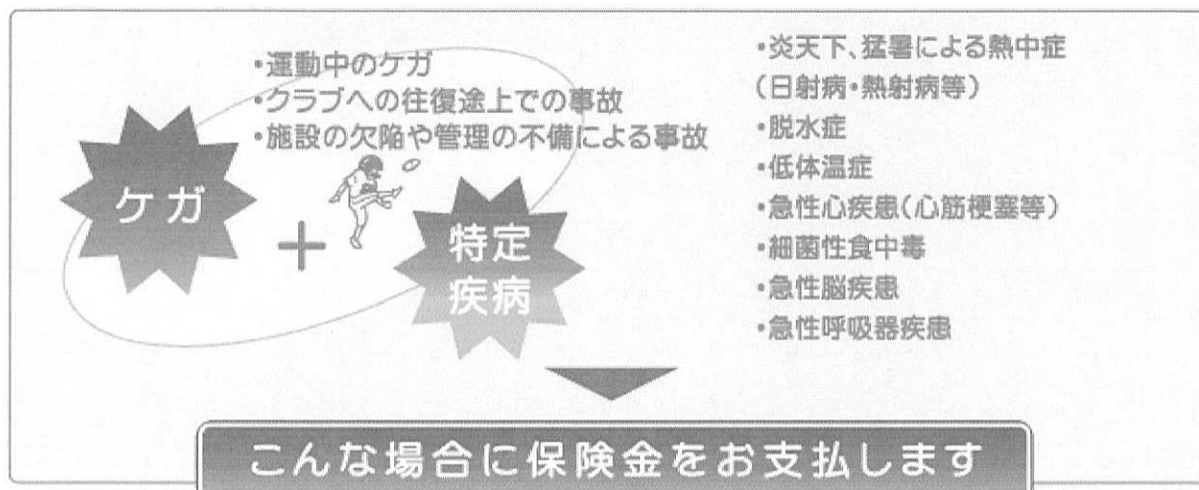 ・運動中のケガ
・クラブへの往復途上での事故
・施設の欠陥や管理の不備による事故
ケガ
+
特定
疾病
・炎天下、猛暑による熱中症
(日射病・熱射病等)
・脱水症
・低体温症
・急性心疾患(心筋梗塞等)
・細菌性食中毒
・急性脳疾患
・急性呼吸器疾患
こんな場合に保険金をお支払します